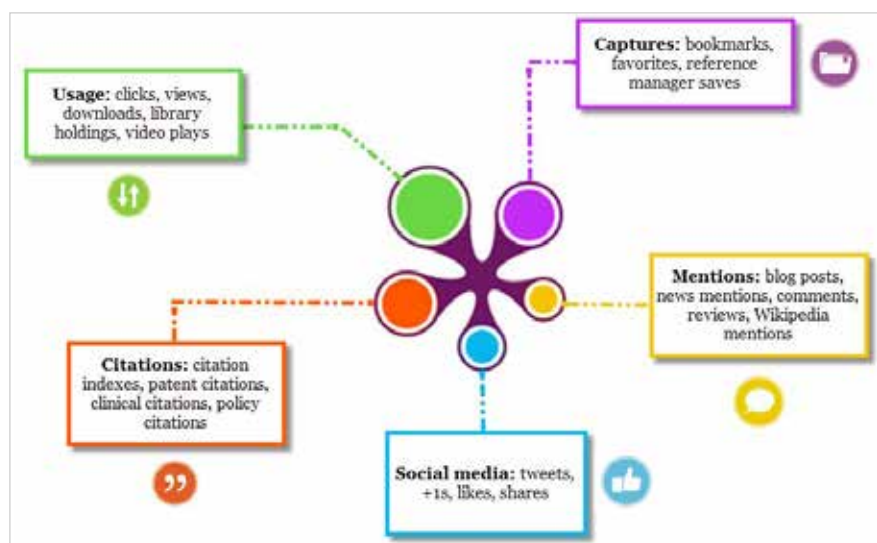 Captures: bookmarks,
favorites, reference
manager saves
Usage: clicks, views,
downloads, library
holdings, video plays
Mentions: blog posts,
news mentions, comments,
reviews, Wikipedia
mentions
Citations: citation
indexes, patent citations,
clinical citations, policy
citations
Social media: tweets,
+1s, likes, shares